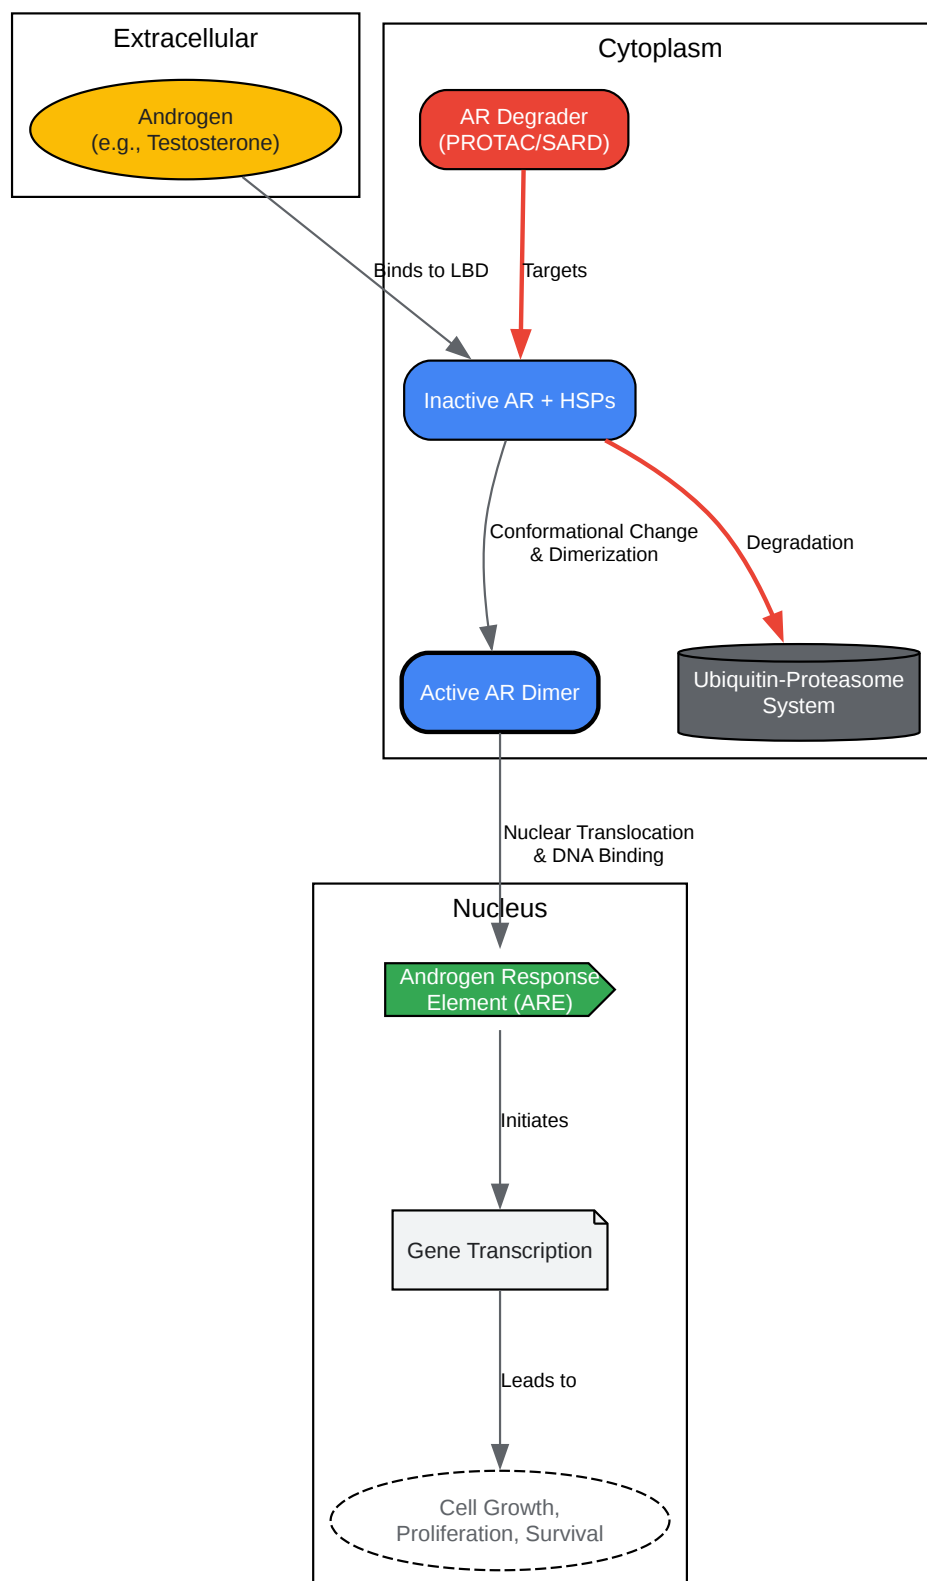 Extracellular
Androgen
(e.g., Testosterone)
Cytoplasm
AR Degrader
(PROTAC/SARD)
Binds to LBD
Targets
Inactive AR + HSPs
Conformational Change
& Dimerization
Degradation
Active AR Dimer
Ubiquitin-Proteasome
System
Nuclear Translocation
& DNA Binding
Nucleus
Androgen Response
Element (ARE)
Initiates
Gene Transcription
Leads to
Cell Growth,
Proliferation, Survival